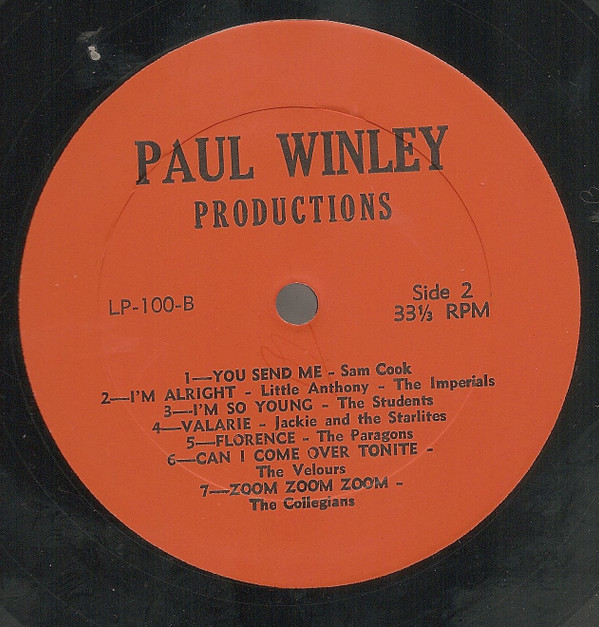 PAUL WINLEY
PRODUCTIONS
LP-100-B
Side 2
33⅓ RPM
1—YOU SEND ME - Sam Cook
2—I'M ALRIGHT - Little Anthony - The Imperials
3—I'M SO YOUNG - The Students
4—VALARIE - Jackie and the Starlites
5—FLORENCE - The Paragons
6—CAN I COME OVER TONITE -
The Velours
7—ZOOM ZOOM ZOOM -
The Collegians